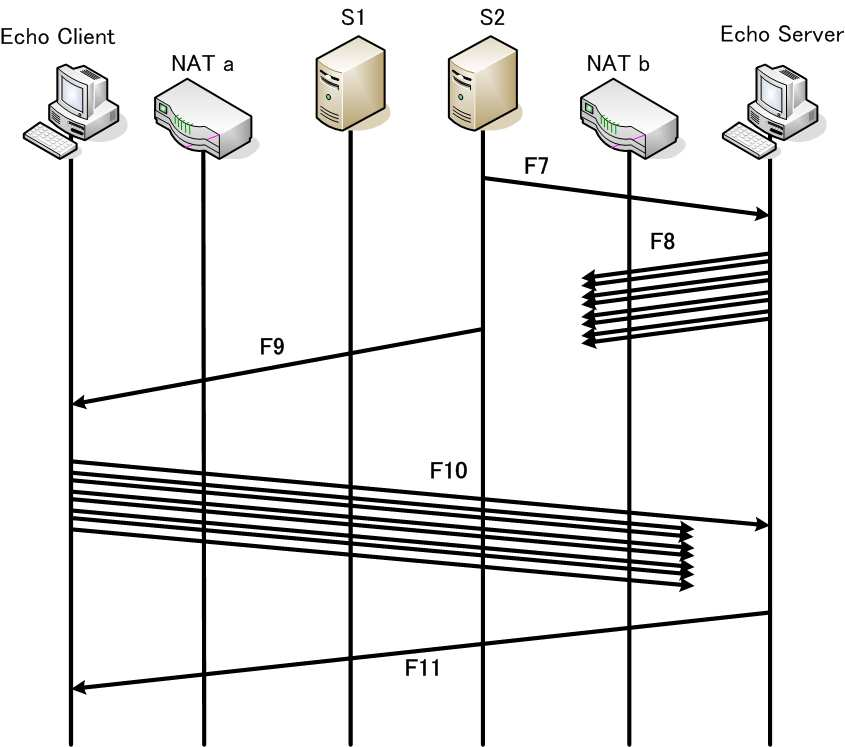 Echo Client
NAT a
S1
S2
NAT b
Echo Server
F7
F8
F9
F10
F11